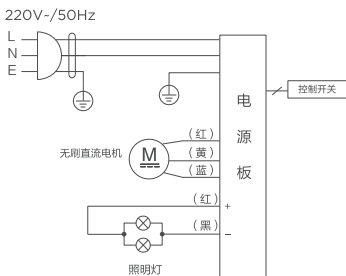 220V~/50Hz
L
N
E
电源板
控制开关
无刷直流电机
M
(红)
(黄)
(蓝)
(红)
+
(黑)
−
照明灯